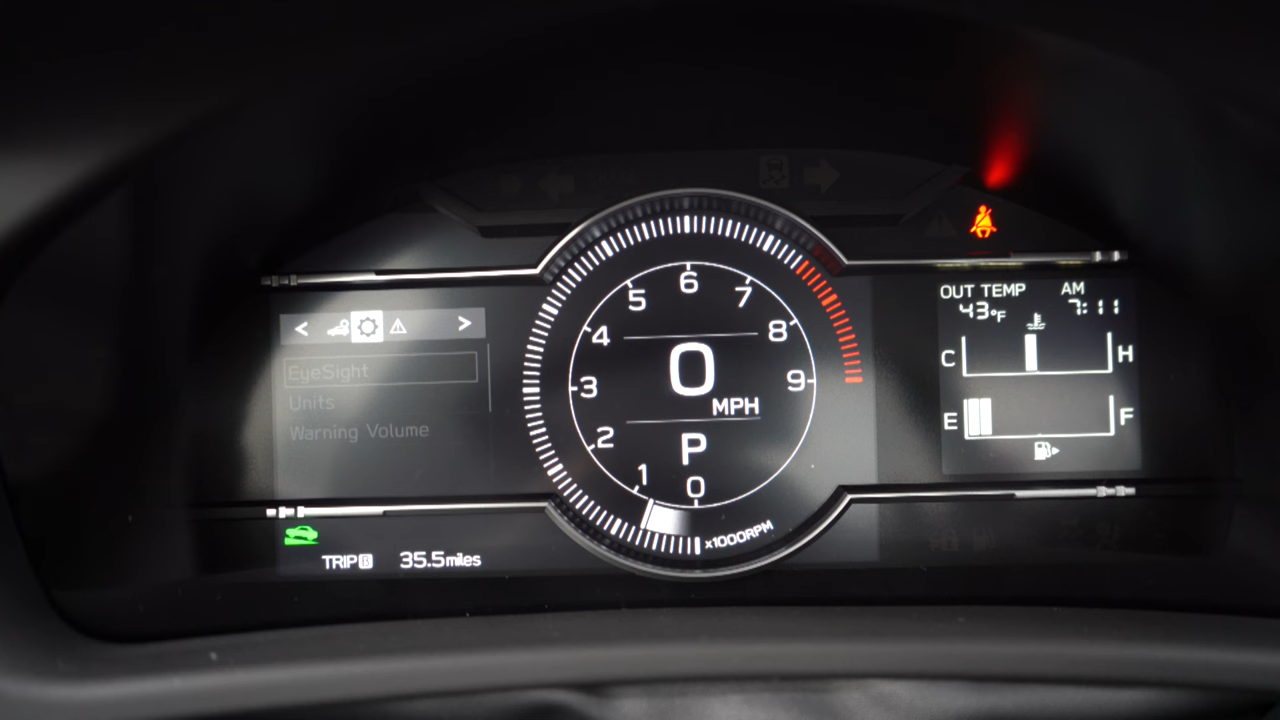 OUT TEMP AM
43°F 7:11
< >
EyeSight
Units
Warning Volume
C H
E F
6
5 7
4 8
3 9
2
1
0
0
MPH
P
x1000RPM
TRIP B 35.5miles